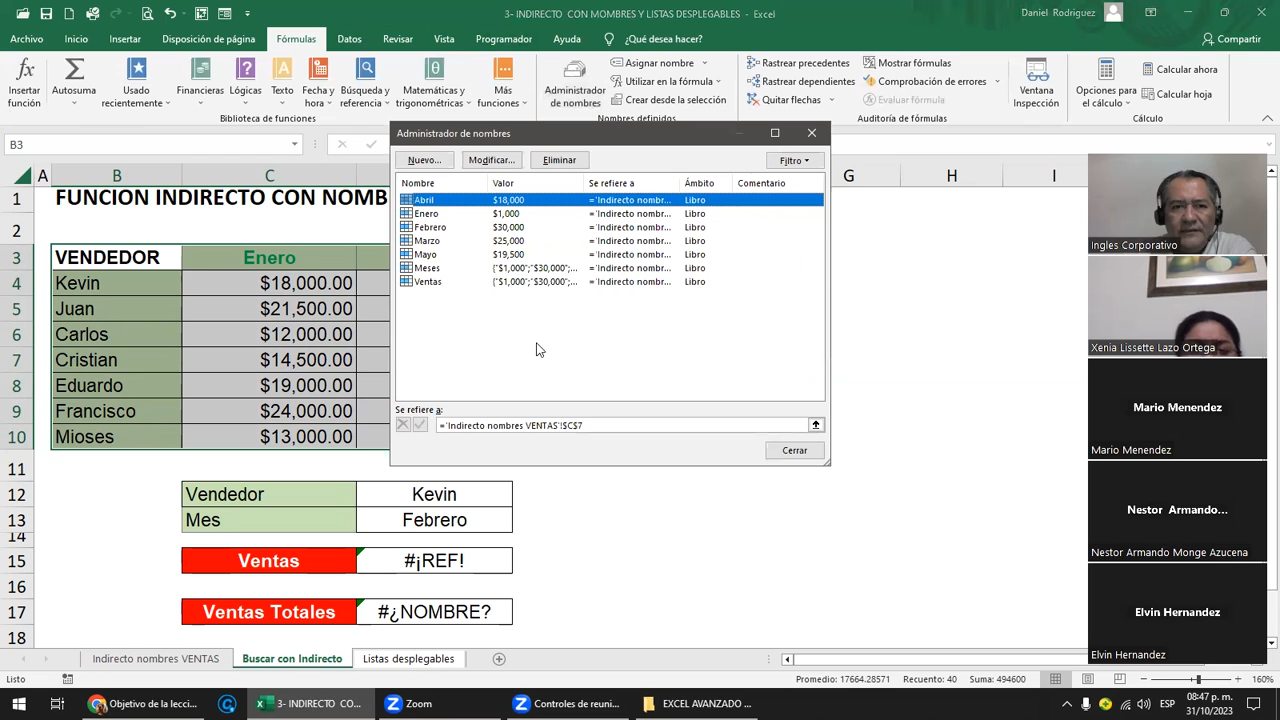 3- INDIRECTO CON MOMBRES Y LISTAS DESPLEGABLES - Excel
Daniel Rodriguez
Archivo Inicio Insertar Disposición de página Fórmulas Datos Revisar Vista Programador Ayuda ¿Qué desea hacer? Compartir
Insertar función
Autosuma
Usado recientemente
Financieras
Lógicas
Texto
Fecha y hora
Búsqueda y referencia
Matemáticas y trigonométricas
Más funciones
Biblioteca de funciones
Administrador de nombres
Asignar nombre
Utilizar en la fórmula
Crear desde la selección
Nombres definidos
Rastrear precedentes
Rastrear dependientes
Quitar flechas
Mostrar fórmulas
Comprobación de errores
Evaluar fórmula
Auditoría de fórmulas
Ventana Inspección
Opciones para el cálculo
Calcular ahora
Calcular hoja
Cálculo
B3
Administrador de nombres
Nuevo... Modificar... Eliminar Filtro
Nombre Valor Se refiere a Ámbito Comentario
Abril $18,000 ='Indirecto nombr... Libro
Enero $1,000 ='Indirecto nombr... Libro
Febrero $30,000 ='Indirecto nombr... Libro
Marzo $25,000 ='Indirecto nombr... Libro
Mayo $19,500 ='Indirecto nombr... Libro
Meses {"$1,000";"$30,000";... ='Indirecto nombr... Libro
Ventas {"$1,000";"$30,000";... ='Indirecto nombr... Libro
Se refiere a:
='Indirecto nombres VENTAS'!$C$7
Cerrar
A B C G H I
1 FUNCION INDIRECTO CON NOMB
2
3 VENDEDOR Enero
4 Kevin $18,000.00
5 Juan $21,500.00
6 Carlos $12,000.00
7 Cristian $14,500.00
8 Eduardo $19,000.00
9 Francisco $24,000.00
10 Mioses $13,000.00
11
12 Vendedor Kevin
13 Mes Febrero
14
15 Ventas #¡REF!
16
17 Ventas Totales #¿NOMBRE?
18
Indirecto nombres VENTAS Buscar con Indirecto Listas desplegables
Listo Promedio: 17664.28571 Recuento: 40 Suma: 494600 160%
Ingles Corporativo
Xenia Lissette Lazo Ortega
Mario Menendez
Mario Menendez
Nestor Armando...
Nestor Armando Monge Azucena
Elvin Hernandez
Elvin Hernandez
Objetivo de la lecci... 3- INDIRECTO CO... Zoom Controles de reuni... EXCEL AVANZADO ... ESP 08:47 p. m.
31/10/2023